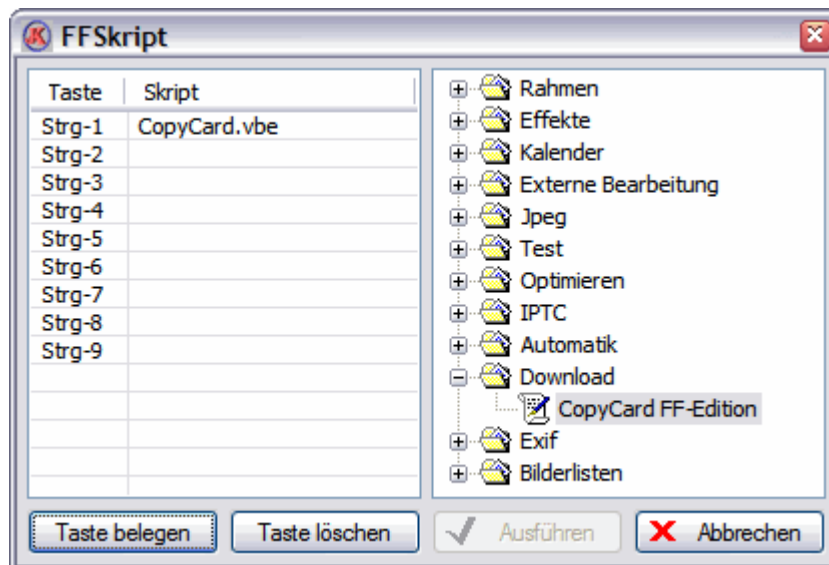 FFSkript
Taste Skript
Strg-1 CopyCard.vbe
Strg-2
Strg-3
Strg-4
Strg-5
Strg-6
Strg-7
Strg-8
Strg-9
Rahmen
Effekte
Kalender
Externe Bearbeitung
Jpeg
Test
Optimieren
IPTC
Automatik
Download
CopyCard FF-Edition
Exif
Bilderlisten
Taste belegen Taste löschen Ausführen Abbrechen